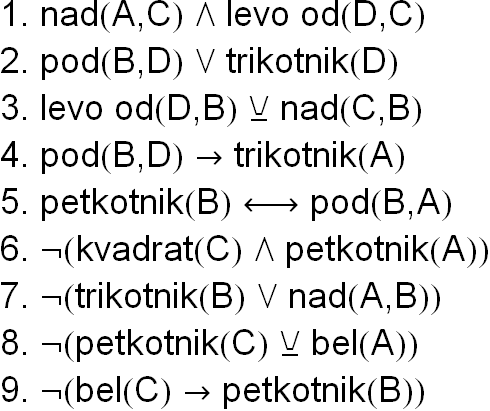 1. nad(A,C) ∧ levo od(D,C)
2. pod(B,D) ∨ trikotnik(D)
3. levo od(D,B) ⊻ nad(C,B)
4. pod(B,D) → trikotnik(A)
5. petkotnik(B) ⟷ pod(B,A)
6. ¬(kvadrat(C) ∧ petkotnik(A))
7. ¬(trikotnik(B) ∨ nad(A,B))
8. ¬(petkotnik(C) ⊻ bel(A))
9. ¬(bel(C) → petkotnik(B))